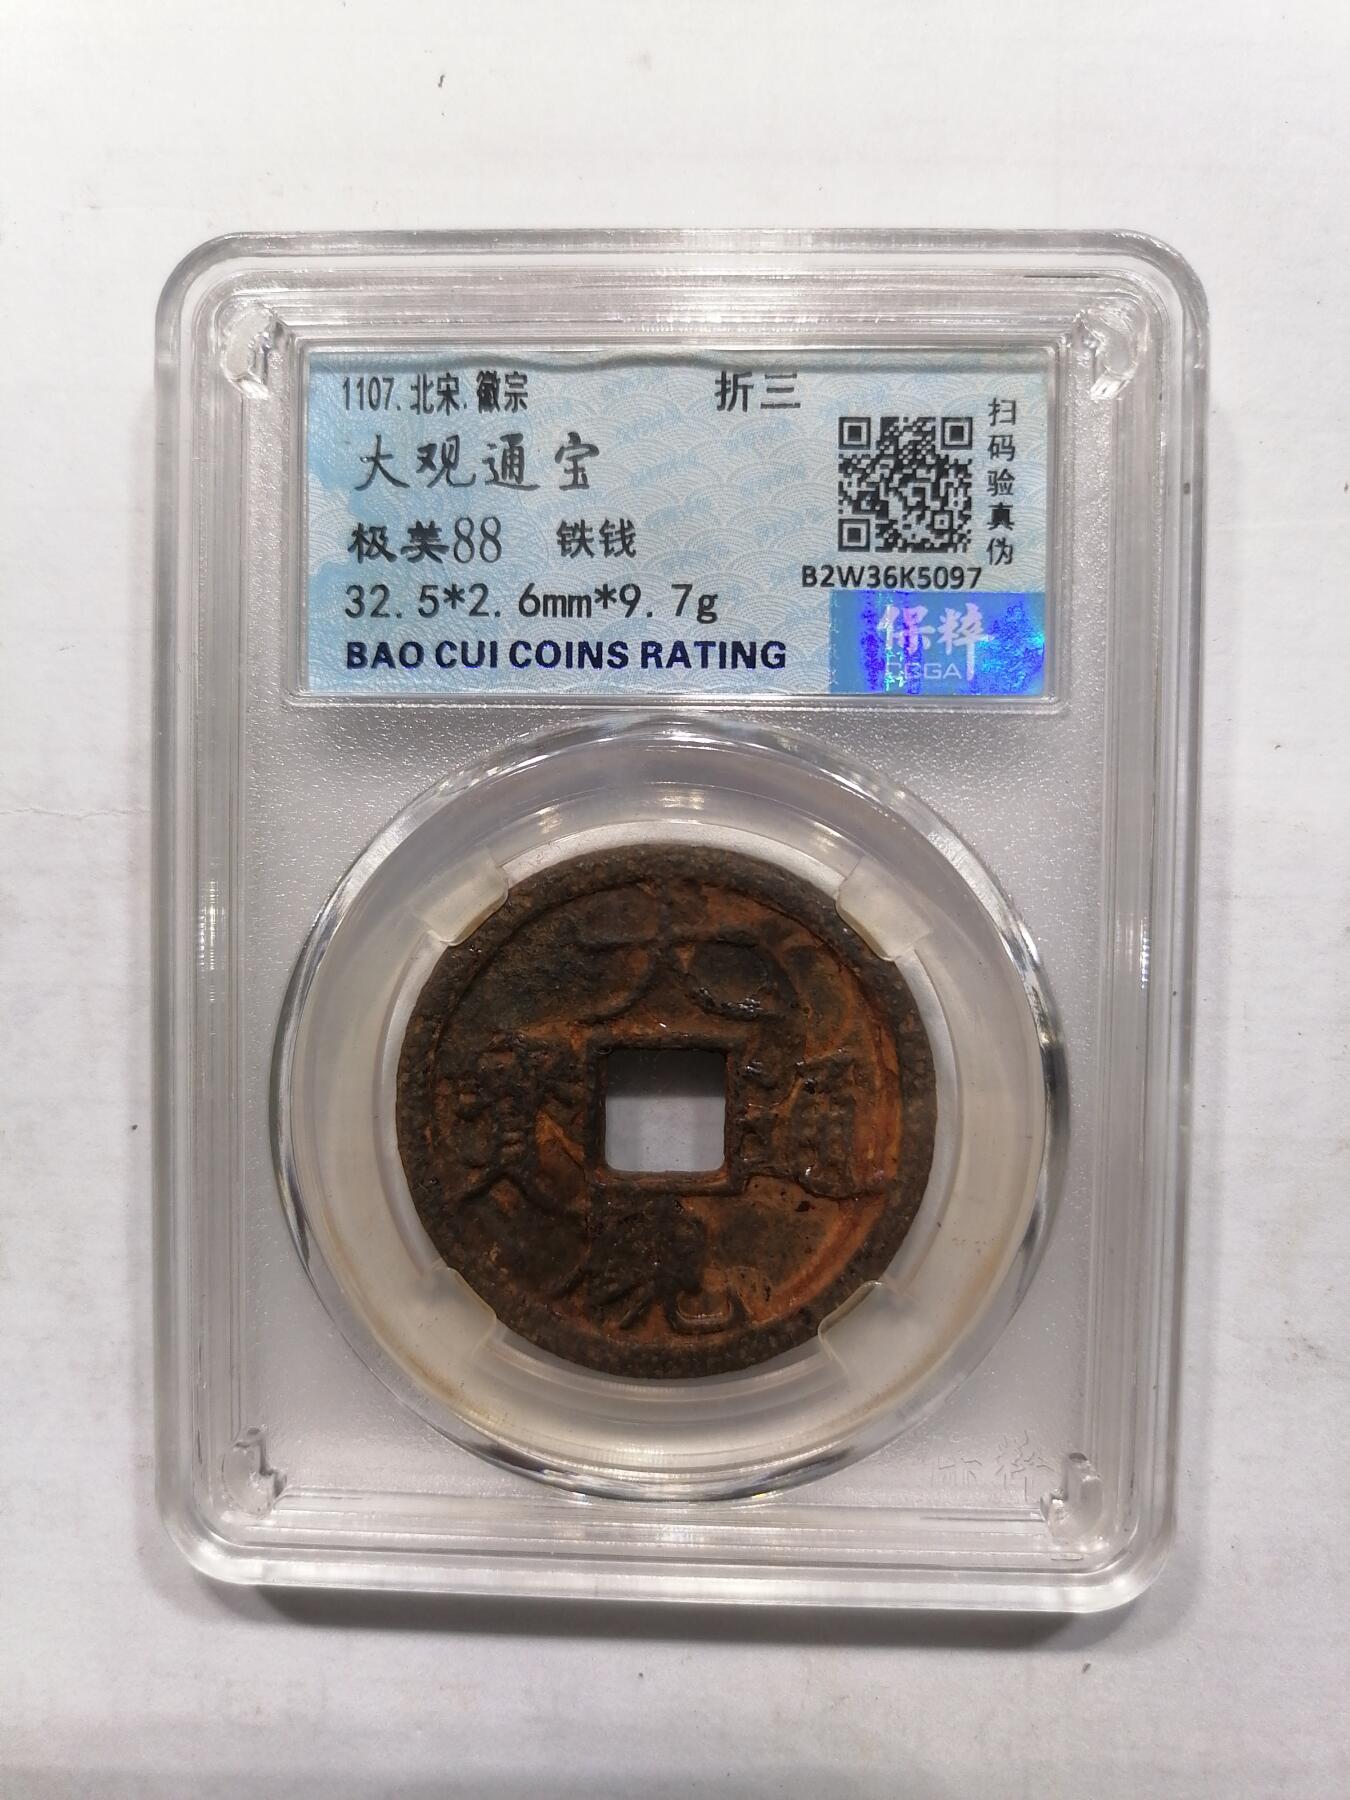 1107.北宋.徽宗 折三
大观通宝
极美88 铁钱
32.5*2.6mm*9.7g
BAO CUI COINS RATING
扫码验真伪
B2W36K5097
保粹
大觀通寶